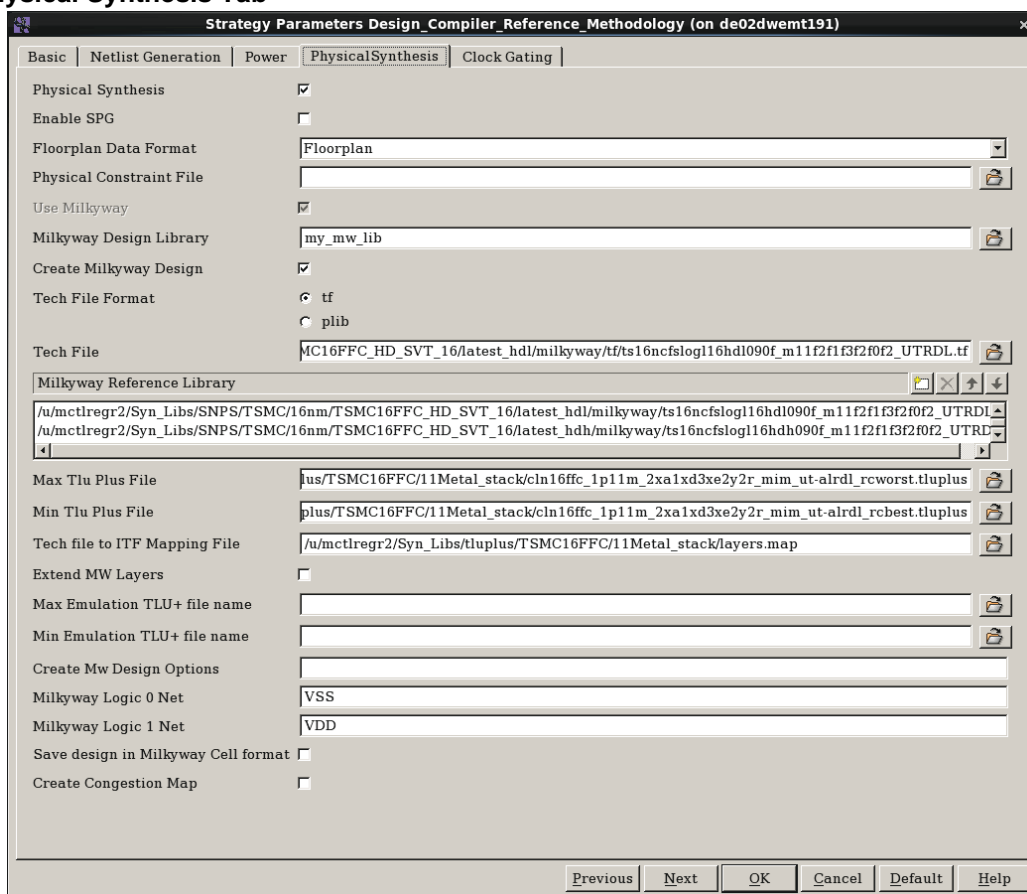 ysical Synthesis Tab
Strategy Parameters Design_Compiler_Reference_Methodology (on de02dwemt191)
Basic Netlist Generation Power PhysicalSynthesis Clock Gating
Physical Synthesis
Enable SPG
Floorplan Data Format Floorplan
Physical Constraint File
Use Milkyway
Milkyway Design Library my_mw_lib
Create Milkyway Design
Tech File Format tf
plib
Tech File MC16FFC_HD_SVT_16/latest_hdl/milkyway/tf/ts16ncfslogl16hdl090f_m11f2f1f3f2f0f2_UTRDL.tf
Milkyway Reference Library
/u/mctlregr2/Syn_Libs/SNPS/TSMC/16nm/TSMC16FFC_HD_SVT_16/latest_hdl/milkyway/ts16ncfslogl16hdl090f_m11f2f1f3f2f0f2_UTRDL
/u/mctlregr2/Syn_Libs/SNPS/TSMC/16nm/TSMC16FFC_HD_SVT_16/latest_hdh/milkyway/ts16ncfslogl16hdh090f_m11f2f1f3f2f0f2_UTRD
Max Tlu Plus File lus/TSMC16FFC/11Metal_stack/cln16ffc_1p11m_2xa1xd3xe2y2r_mim_ut-alrdl_rcworst.tluplus
Min Tlu Plus File plus/TSMC16FFC/11Metal_stack/cln16ffc_1p11m_2xa1xd3xe2y2r_mim_ut-alrdl_rcbest.tluplus
Tech file to ITF Mapping File /u/mctlregr2/Syn_Libs/tluplus/TSMC16FFC/11Metal_stack/layers.map
Extend MW Layers
Max Emulation TLU+ file name
Min Emulation TLU+ file name
Create Mw Design Options
Milkyway Logic 0 Net VSS
Milkyway Logic 1 Net VDD
Save design in Milkyway Cell format
Create Congestion Map
Previous Next OK Cancel Default Help